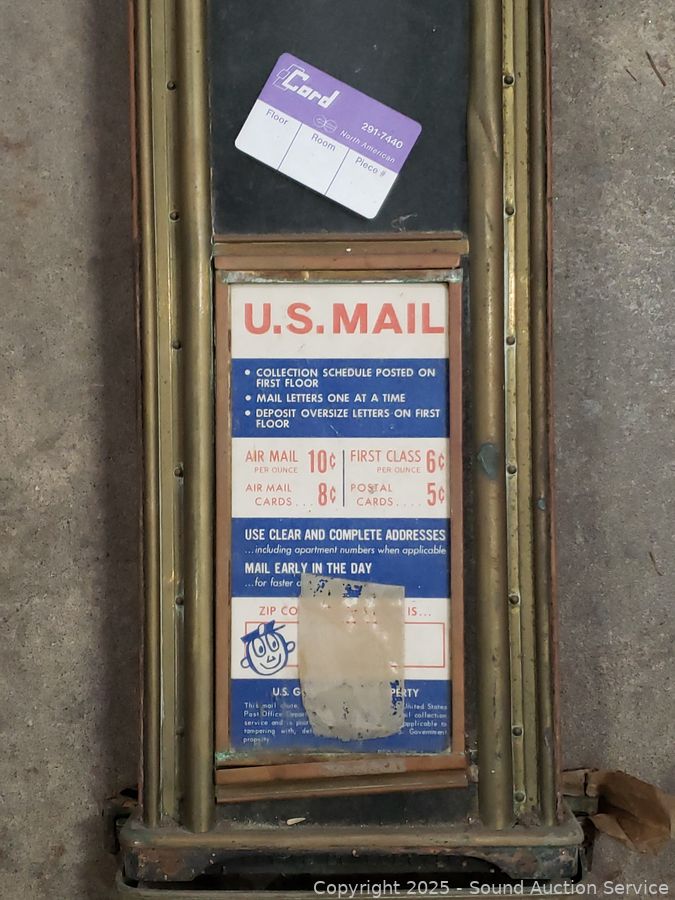 Cord
291-7440
North American
Floor
Room
Piece #
U.S. MAIL
• COLLECTION SCHEDULE POSTED ON
FIRST FLOOR
• MAIL LETTERS ONE AT A TIME
• DEPOSIT OVERSIZE LETTERS ON FIRST
FLOOR
AIR MAIL 10¢
PER OUNCE
AIR MAIL
CARDS... 8¢
FIRST CLASS 6¢
PER OUNCE
POSTAL
CARDS.... 5¢
USE CLEAR AND COMPLETE ADDRESSES
...including apartment numbers when applicable
MAIL EARLY IN THE DAY
...for faster
ZIP IS...
U.S.
This mail chute, United States
Post Office collection
service and is applicable to
tampering with, Government
property.
Copyright 2025 - Sound Auction Service